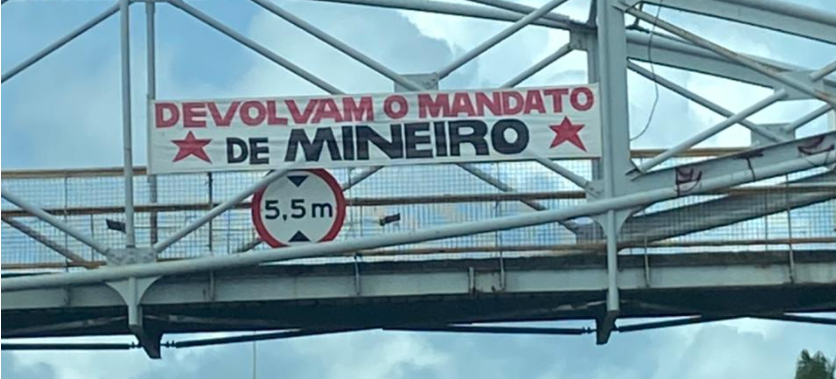 DEVOLVAM O MANDATO
DE MINEIRO
5,5 m